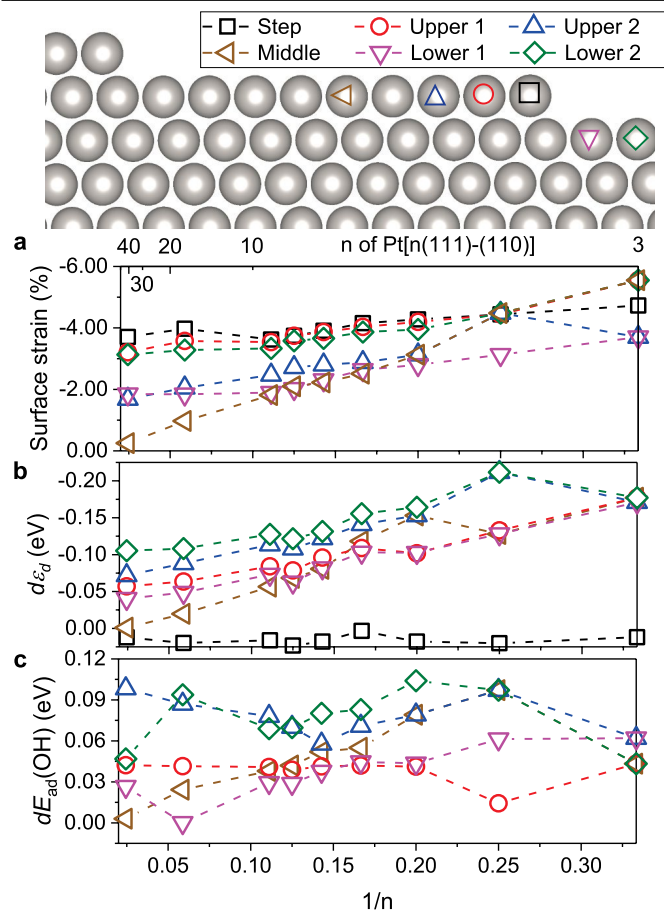 Step Upper 1 Upper 2
Middle Lower 1 Lower 2
a
40 20 10 n of Pt[n(111)-(110)] 3
30
-6.00
-4.00
-2.00
0.00
Surface strain (%)
b
-0.20
-0.15
-0.10
-0.05
0.00
dε_d (eV)
c
0.12
0.09
0.06
0.03
0.00
dE_ad(OH) (eV)
0.05 0.10 0.15 0.20 0.25 0.30
1/n